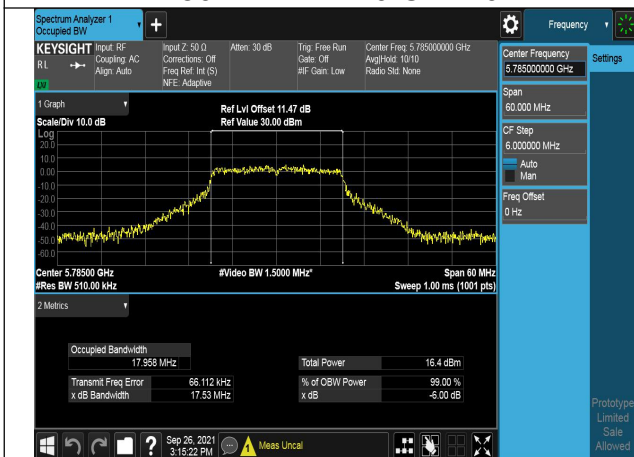 Spectrum Analyzer 1
Occupied BW
Frequency
KEYSIGHT
RL
Input: RF
Coupling: AC
Align: Auto
Input Z: 50 Ω
Corrections: Off
Freq Ref: Int (S)
NFE: Adaptive
Atten: 30 dB
Trig: Free Run
Gate: Off
#IF Gain: Low
Center Freq: 5.785000000 GHz
Avg|Hold: 10/10
Radio Std: None
Center Frequency
5.785000000 GHz
Settings
Span
60.000 MHz
CF Step
6.000000 MHz
Auto
Man
Freq Offset
0 Hz
1 Graph
Scale/Div 10.0 dB
Ref Lvl Offset 11.47 dB
Ref Value 30.00 dBm
Log
20.0
10.0
0.00
-10.0
-20.0
-30.0
-40.0
-50.0
-60.0
Center 5.78500 GHz
#Video BW 1.5000 MHz*
Span 60 MHz
#Res BW 510.00 kHz
Sweep 1.00 ms (1001 pts)
2 Metrics
Occupied Bandwidth
17.958 MHz
Total Power 16.4 dBm
Transmit Freq Error 66.112 kHz
% of OBW Power 99.00 %
x dB Bandwidth 17.53 MHz
x dB -6.00 dB
Prototype
Limited
Sale
Allowed
Sep 26, 2021
3:15:22 PM
Meas Uncal